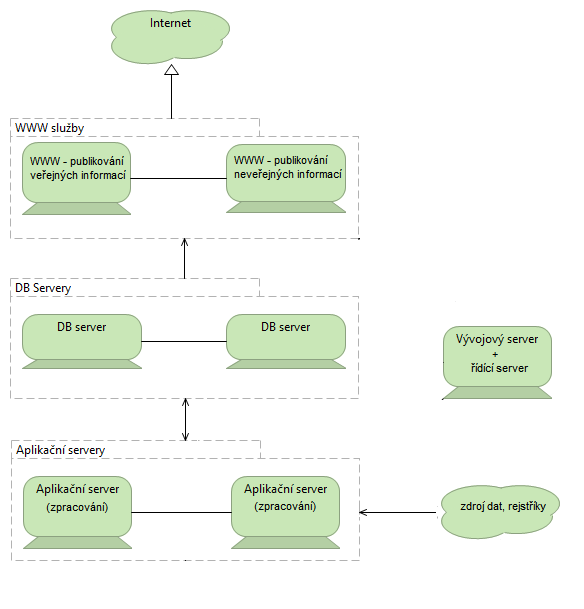 Internet
WWW služby
WWW - publikování
veřejných informací
WWW - publikování
neveřejných informací
DB Servery
DB server
DB server
Vývojový server
+
řídící server
Aplikační servery
Aplikační server
(zpracování)
Aplikační server
(zpracování)
zdroj dat, rejstříky